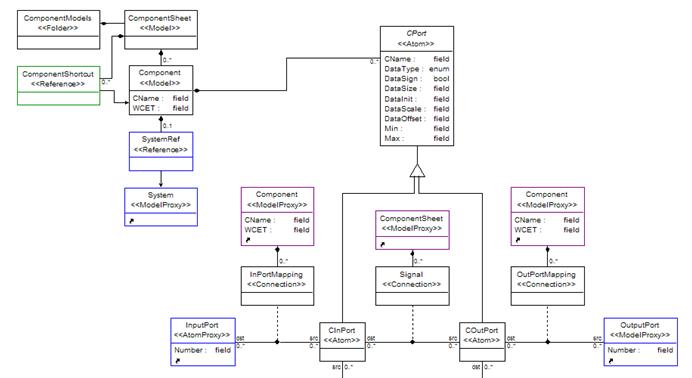 ComponentModels
<<Folder>>
ComponentSheet
<<Model>>
0..*
0..*
ComponentShortcut
<<Reference>>
Component
<<Model>>
CName : field
WCET : field
0..1
SystemRef
<<Reference>>
System
<<ModelProxy>>
0..*
CPort
<<Atom>>
CName : field
DataType : enum
DataSign : bool
DataSize : field
DataInit : field
DataScale : field
DataOffset : field
Min : field
Max : field
Component
<<ModelProxy>>
CName : field
WCET : field
0..*
ComponentSheet
<<ModelProxy>>
0..*
Component
<<ModelProxy>>
CName : field
WCET : field
0..*
InPortMapping
<<Connection>>
Signal
<<Connection>>
OutPortMapping
<<Connection>>
InputPort
<<AtomProxy>>
Number : field
dst
0..*
src
0..*
CInPort
<<Atom>>
dst
0..*
src
0..*
COutPort
<<Atom>>
dst
0..*
src
0..*
OutputPort
<<ModelProxy>>
Number : field
src 0..*
dst 0..*